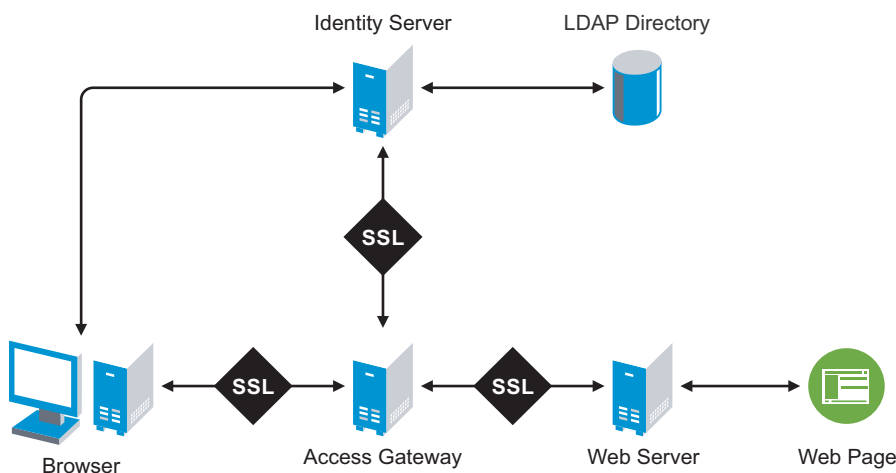 Identity Server
LDAP Directory
SSL
SSL
SSL
Browser
Access Gateway
Web Server
Web Page